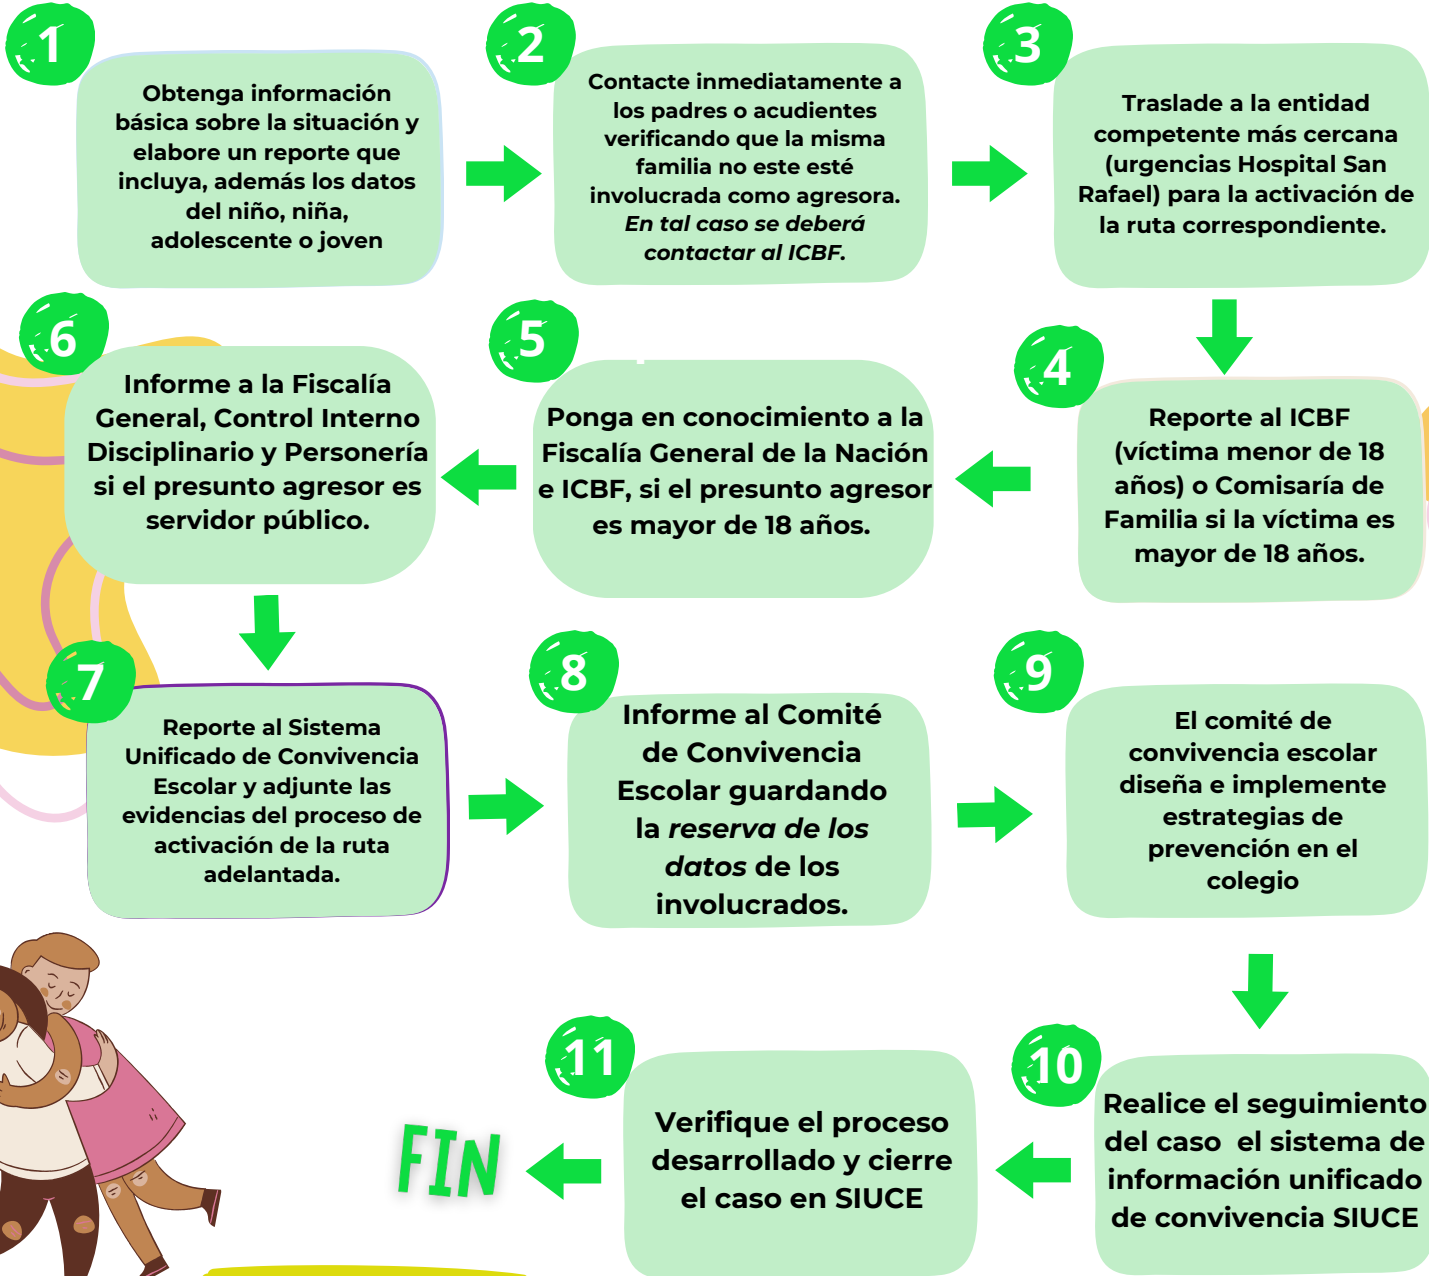 1
Obtenga información
básica sobre la situación y
elabore un reporte que
incluya, además los datos
del niño, niña,
adolescente o joven
2
Contacte inmediatamente a
los padres o acudientes
verificando que la misma
familia no este esté
involucrada como agresora.
En tal caso se deberá
contactar al ICBF.
3
Traslade a la entidad
competente más cercana
(urgencias Hospital San
Rafael) para la activación de
la ruta correspondiente.
4
Reporte al ICBF
(víctima menor de 18
años) o Comisaría de
Familia si la víctima es
mayor de 18 años.
5
Ponga en conocimiento a la
Fiscalía General de la Nación
e ICBF, si el presunto agresor
es mayor de 18 años.
6
Informe a la Fiscalía
General, Control Interno
Disciplinario y Personería
si el presunto agresor es
servidor público.
7
Reporte al Sistema
Unificado de Convivencia
Escolar y adjunte las
evidencias del proceso de
activación de la ruta
adelantada.
8
Informe al Comité
de Convivencia
Escolar guardando
la reserva de los
datos de los
involucrados.
9
El comité de
convivencia escolar
diseña e implemente
estrategias de
prevención en el
colegio
10
Realice el seguimiento
del caso el sistema de
información unificado
de convivencia SIUCE
11
Verifique el proceso
desarrollado y cierre
el caso en SIUCE
FIN